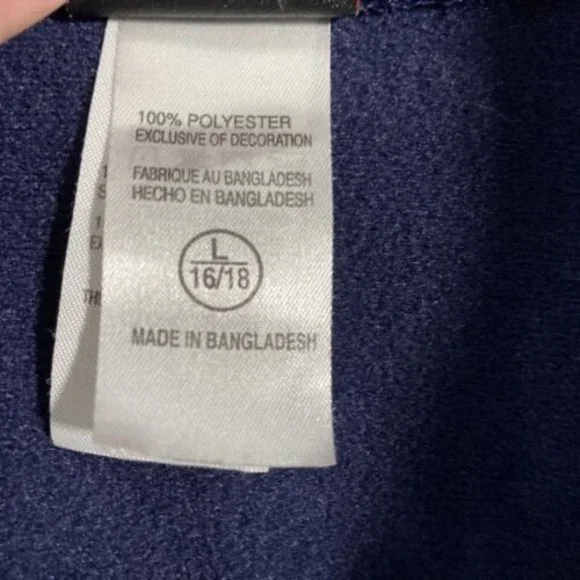 100% POLYESTER
EXCLUSIVE OF DECORATION
FABRIQUE AU BANGLADESH
HECHO EN BANGLADESH
L
16/18
MADE IN BANGLADESH